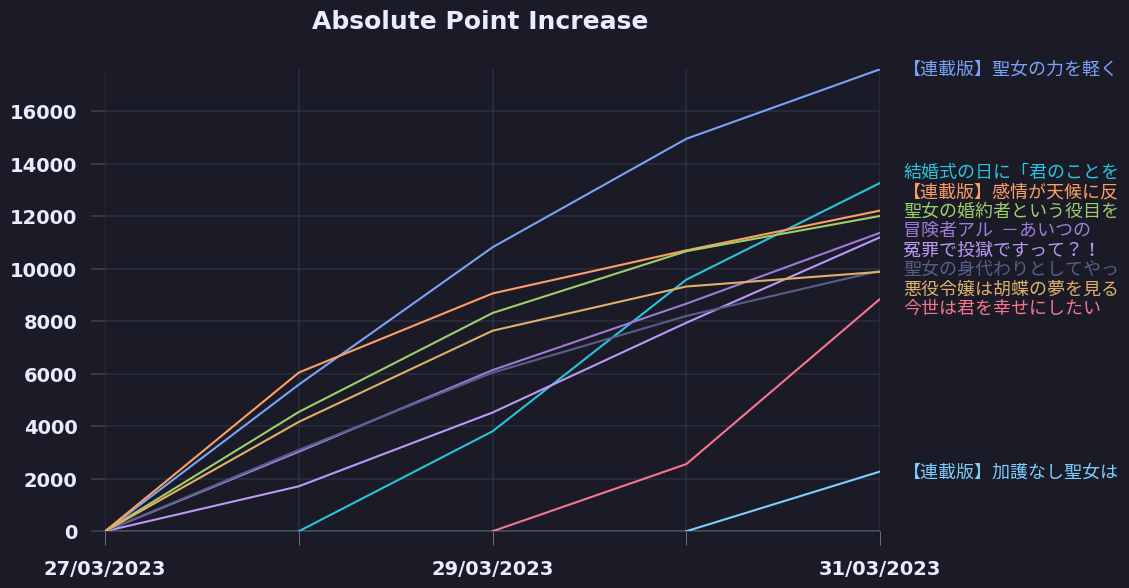 Absolute Point Increase
16000
14000
12000
10000
8000
6000
4000
2000
0
27/03/2023
29/03/2023
31/03/2023
【連載版】聖女の力を軽く
結婚式の日に「君のことを
【連載版】感情が天候に反
聖女の婚約者という役目を
冒険者アル －あいつの
冤罪で投獄ですって？！
聖女の身代わりとしてやっ
悪役令嬢は胡蝶の夢を見る
今世は君を幸せにしたい
【連載版】加護なし聖女は